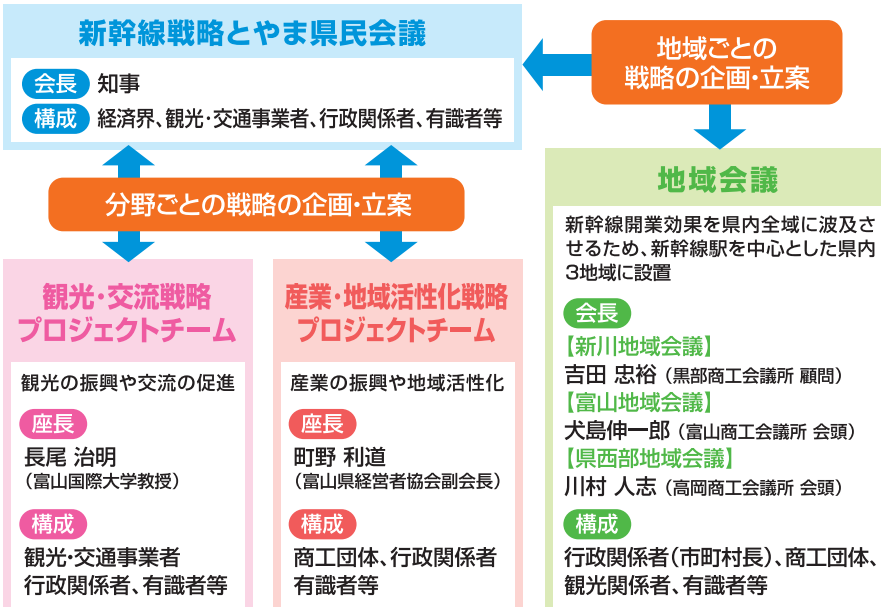 新幹線戦略とやま県民会議
会長 知事
構成 経済界、観光・交通事業者、行政関係者、有識者等
地域ごとの
戦略の企画・立案
分野ごとの戦略の企画・立案
観光・交流戦略
プロジェクトチーム
観光の振興や交流の促進
座長
長尾 治明
（富山国際大学教授）
構成
観光・交通事業者
行政関係者、有識者等
産業・地域活性化戦略
プロジェクトチーム
産業の振興や地域活性化
座長
町野 利道
（富山県経営者協会副会長）
構成
商工団体、行政関係者
有識者等
地域会議
新幹線開業効果を県内全域に波及さ
せるため、新幹線駅を中心とした県内
3地域に設置
会長
【新川地域会議】
吉田 忠裕（黒部商工会議所 顧問）
【富山地域会議】
犬島伸一郎（富山商工会議所 会頭）
【県西部地域会議】
川村 人志（高岡商工会議所 会頭）
構成
行政関係者（市町村長）、商工団体、
観光関係者、有識者等